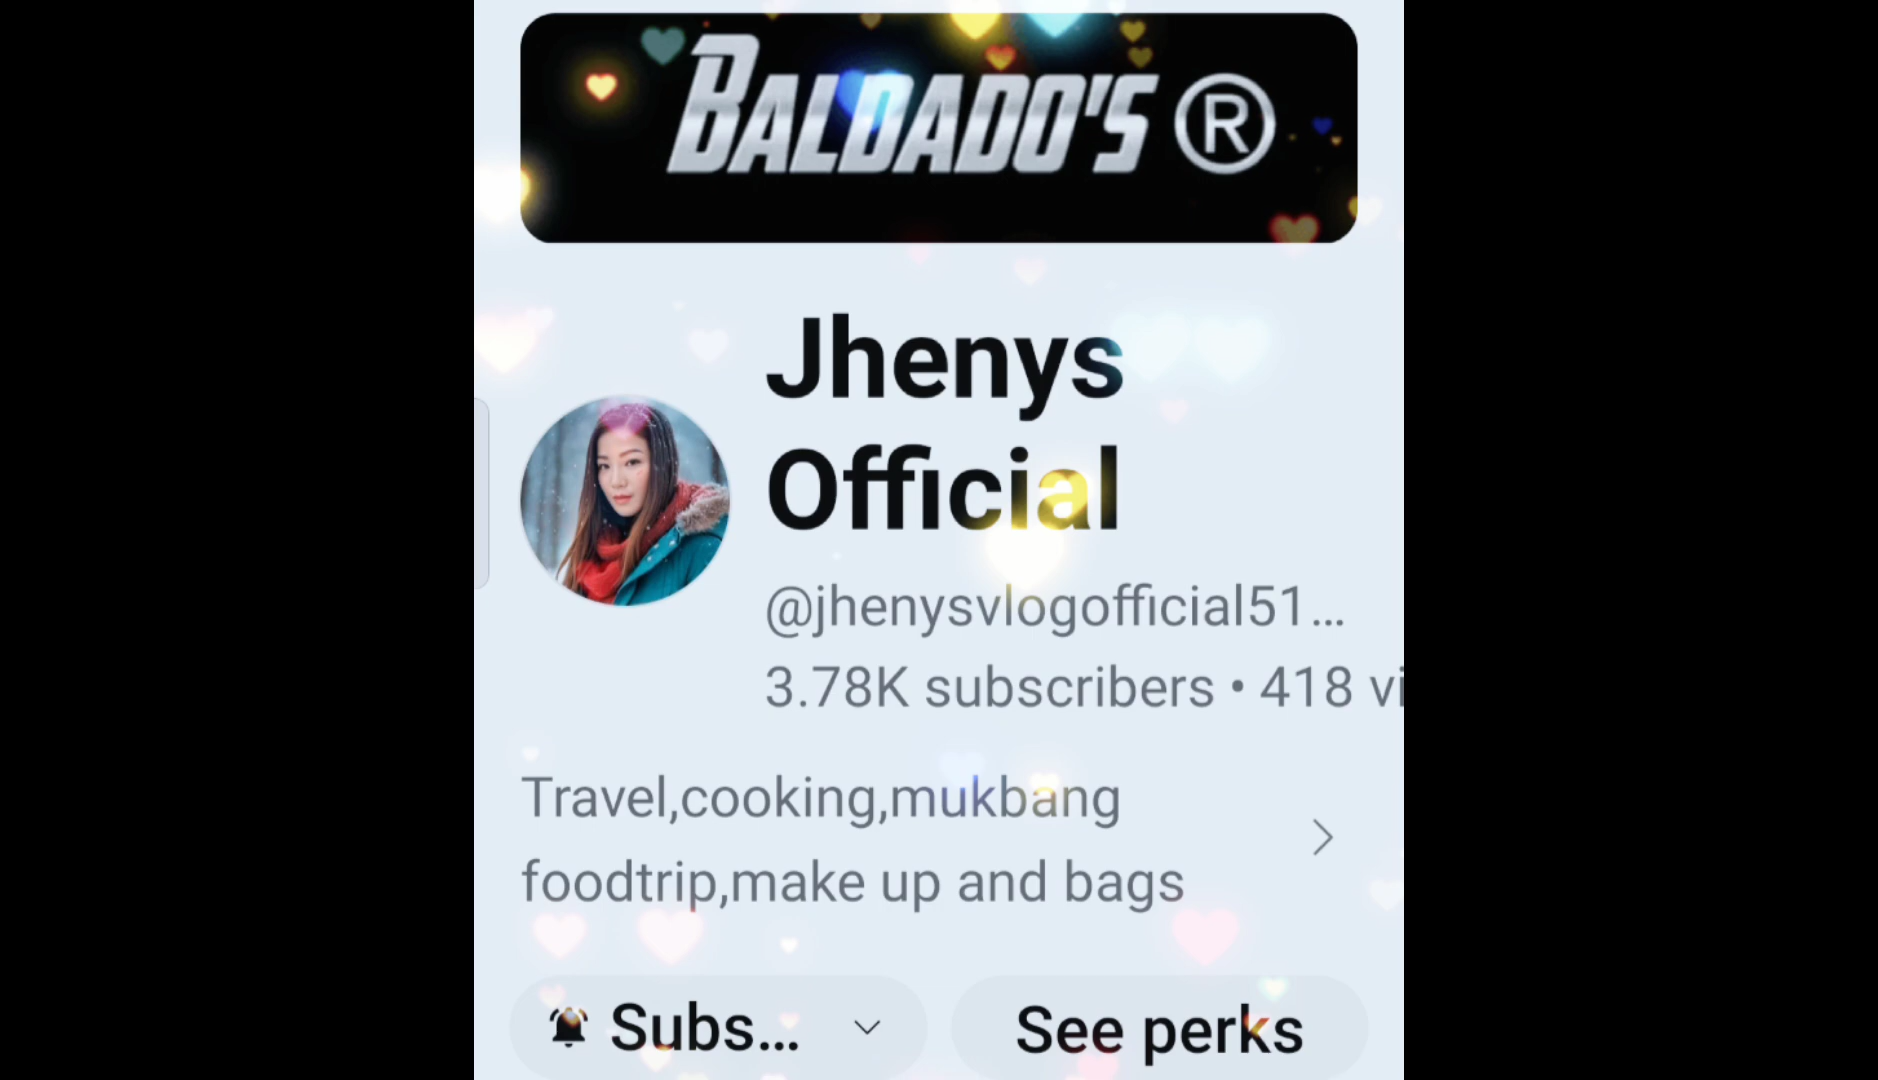 BALDADO'S ®
Jhenys
Official
@jhenysvlogofficial51...
3.78K subscribers • 418 vi
Travel,cooking,mukbang
foodtrip,make up and bags
Subs...
See perks